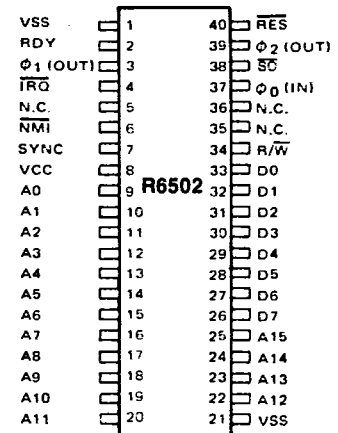 VSS 1 40 R̅E̅S̅
RDY 2 39 ϕ2 (OUT)
ϕ1 (OUT) 3 38 S̅O̅
I̅R̅Q̅ 4 37 ϕ0 (IN)
N.C. 5 36 N.C.
N̅M̅I̅ 6 35 N.C.
SYNC 7 34 R/W̅
VCC 8 33 D0
A0 9 R6502 32 D1
A1 10 31 D2
A2 11 30 D3
A3 12 29 D4
A4 13 28 D5
A5 14 27 D6
A6 15 26 D7
A7 16 25 A15
A8 17 24 A14
A9 18 23 A13
A10 19 22 A12
A11 20 21 VSS